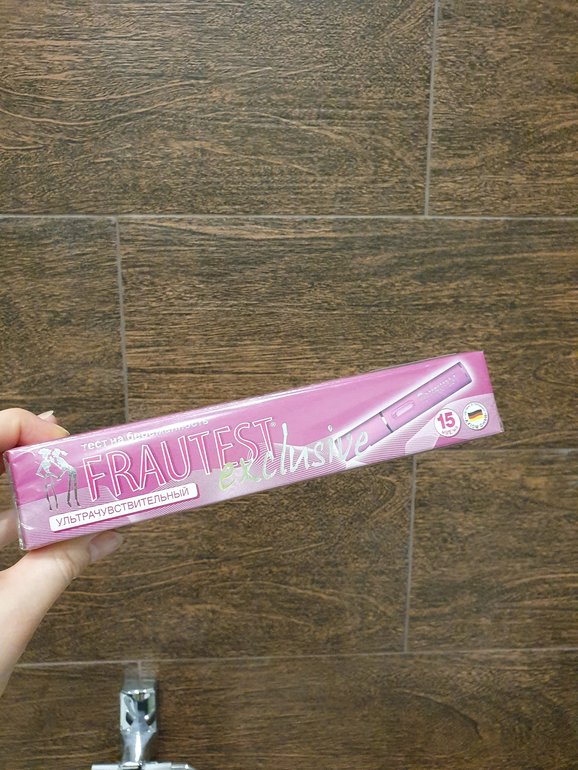 тест на беременность
FRAUTEST®
exclusive
УЛЬТРАЧУВСТВИТЕЛЬНЫЙ
15